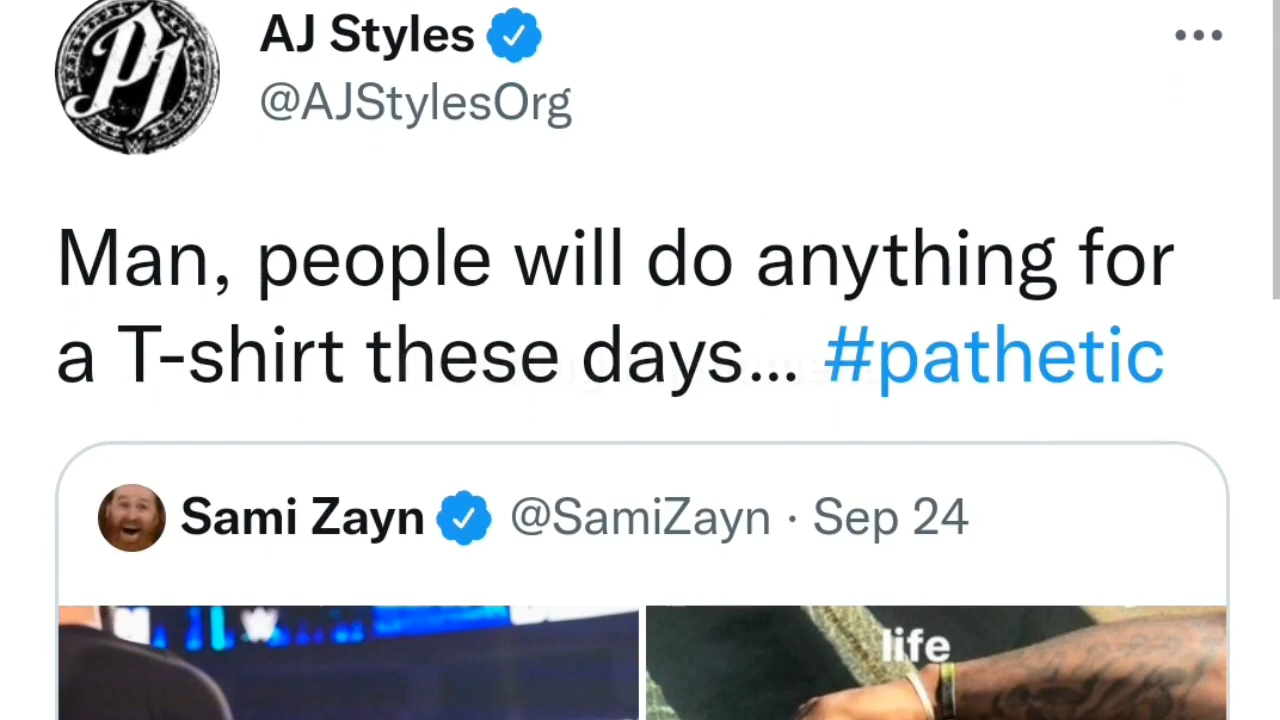 P1
AJ Styles
@AJStylesOrg
Man, people will do anything for
a T-shirt these days... #pathetic
Sami Zayn @SamiZayn · Sep 24
life